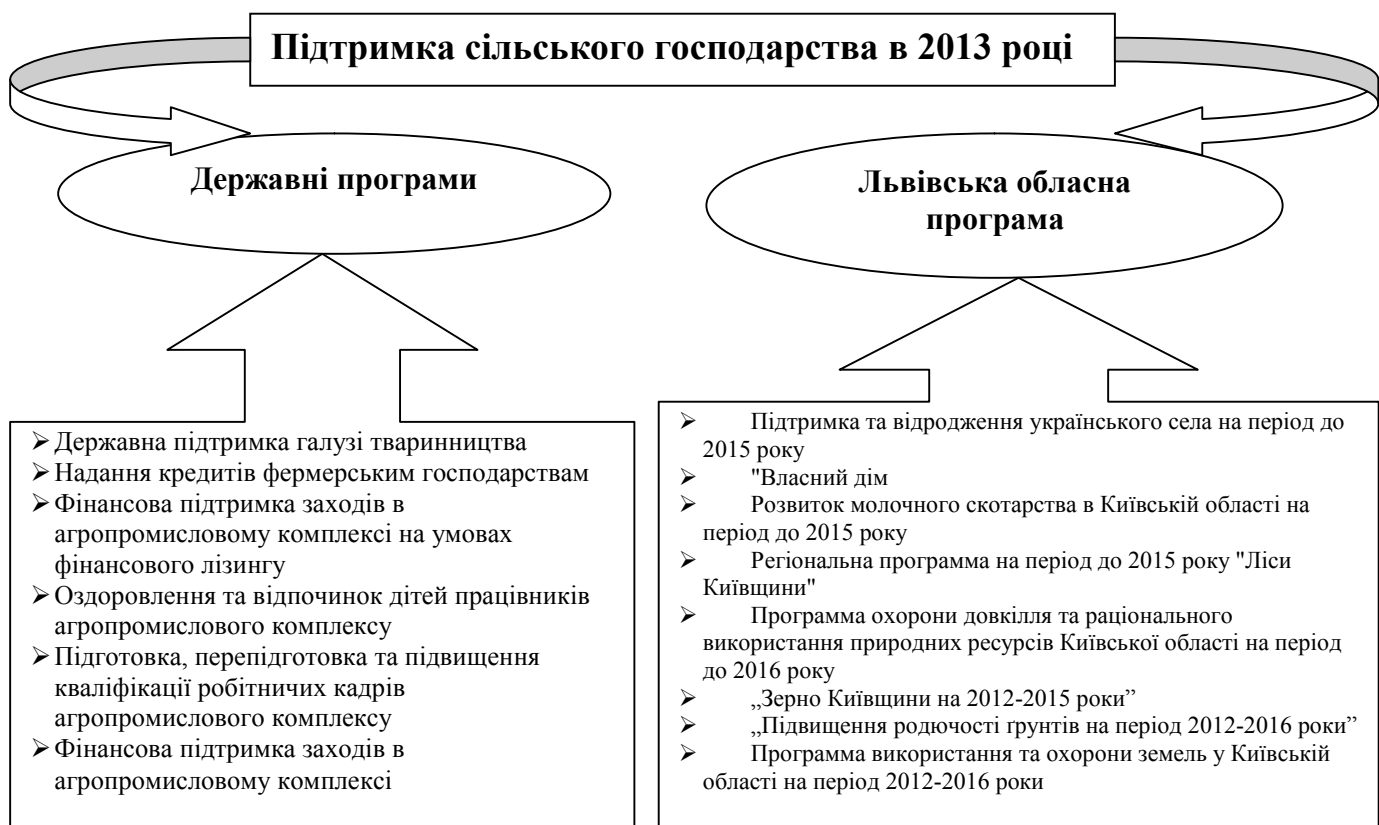 Підтримка сільського господарства в 2013 році
Державні програми
Львівська обласна
програма
➢ Державна підтримка галузі тваринництва
➢ Надання кредитів фермерським господарствам
➢ Фінансова підтримка заходів в
агропромисловому комплексі на умовах
фінансового лізингу
➢ Оздоровлення та відпочинок дітей працівників
агропромислового комплексу
➢ Підготовка, перепідготовка та підвищення
кваліфікації робітничих кадрів
агропромислового комплексу
➢ Фінансова підтримка заходів в
агропромисловому комплексі
➢ Підтримка та відродження українського села на період до
2015 року
➢ "Власний дім
➢ Розвиток молочного скотарства в Київській області на
період до 2015 року
➢ Регіональна программа на період до 2015 року "Ліси
Київщини"
➢ Программа охорони довкілля та раціонального
використання природних ресурсів Київської області на період
до 2016 року
➢ „Зерно Київщини на 2012-2015 роки”
➢ „Підвищення родючості ґрунтів на період 2012-2016 роки”
➢ Программа використання та охорони земель у Київській
області на період 2012-2016 роки